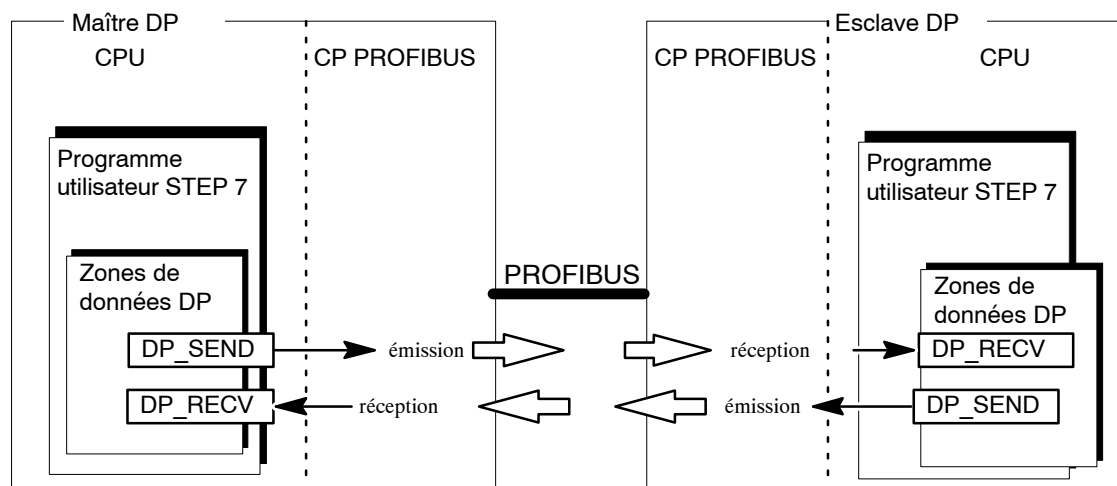 Maître DP
CPU
CP PROFIBUS
Programme
utilisateur STEP 7
Zones de
données DP
DP_SEND
émission
DP_RECV
réception
PROFIBUS
Esclave DP
CP PROFIBUS
CPU
Programme
utilisateur STEP 7
Zones de
données DP
réception
DP_RECV
émission
DP_SEND